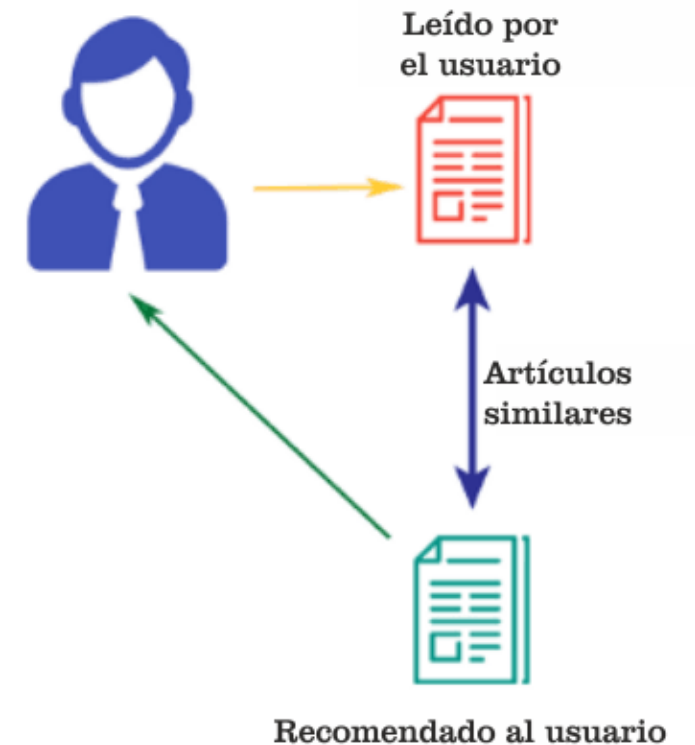 Leído por
el usuario
Artículos
similares
Recomendado al usuario